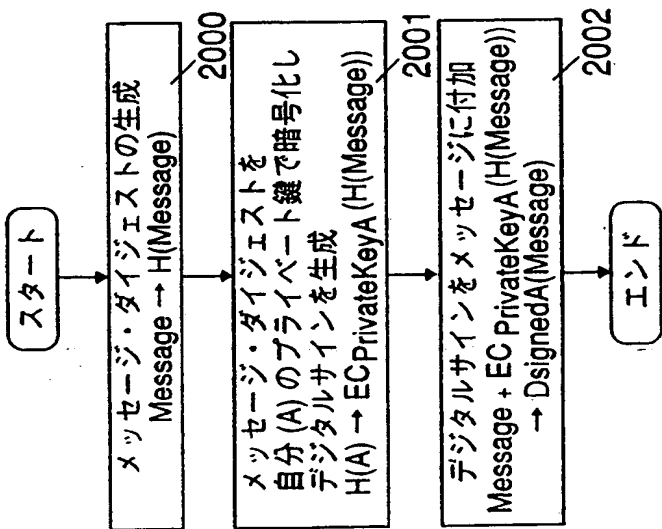 スタート
メッセージ・ダイジェストの生成
Message → H(Message)
2000
メッセージ・ダイジェストを
自分(A)のプライベート鍵で暗号化し
デジタルサインを生成
H(A) → EC PrivateKeyA (H(Message))
2001
デジタルサインをメッセージに付加
Message + EC PrivateKeyA (H(Message))
→ DsignedA(Message)
2002
エンド